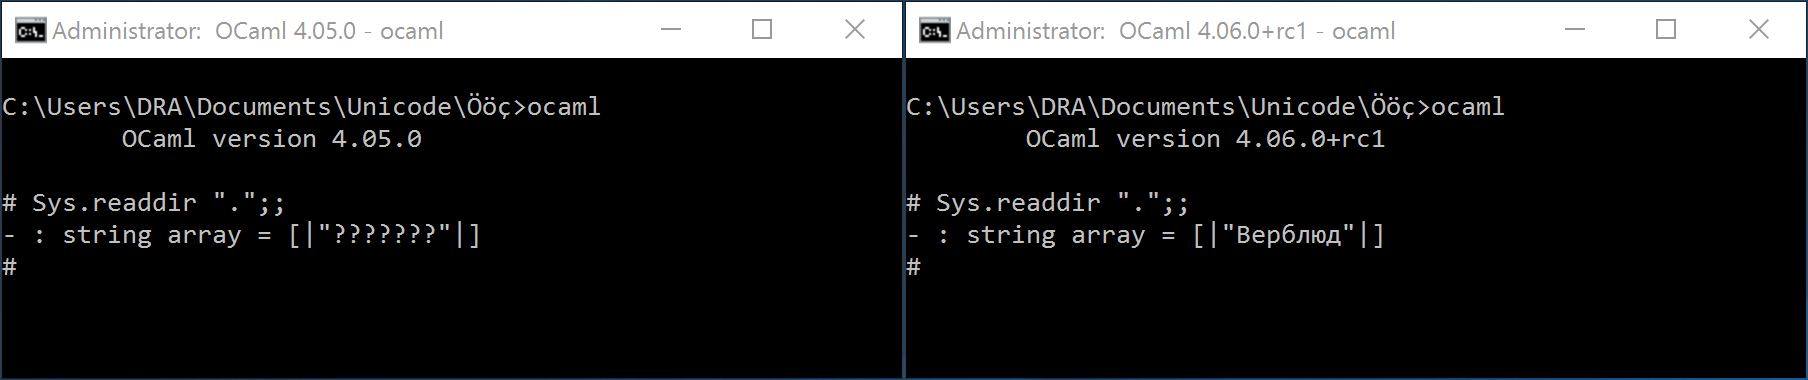 Administrator:  OCaml 4.05.0 - ocaml
C:\Users\DRA\Documents\Unicode\Ööç>ocaml
        OCaml version 4.05.0
# Sys.readdir ".";;
- : string array = [|"???????"|]
#
Administrator:  OCaml 4.06.0+rc1 - ocaml
C:\Users\DRA\Documents\Unicode\Ööç>ocaml
        OCaml version 4.06.0+rc1
# Sys.readdir ".";;
- : string array = [|"Верблюд"|]
#